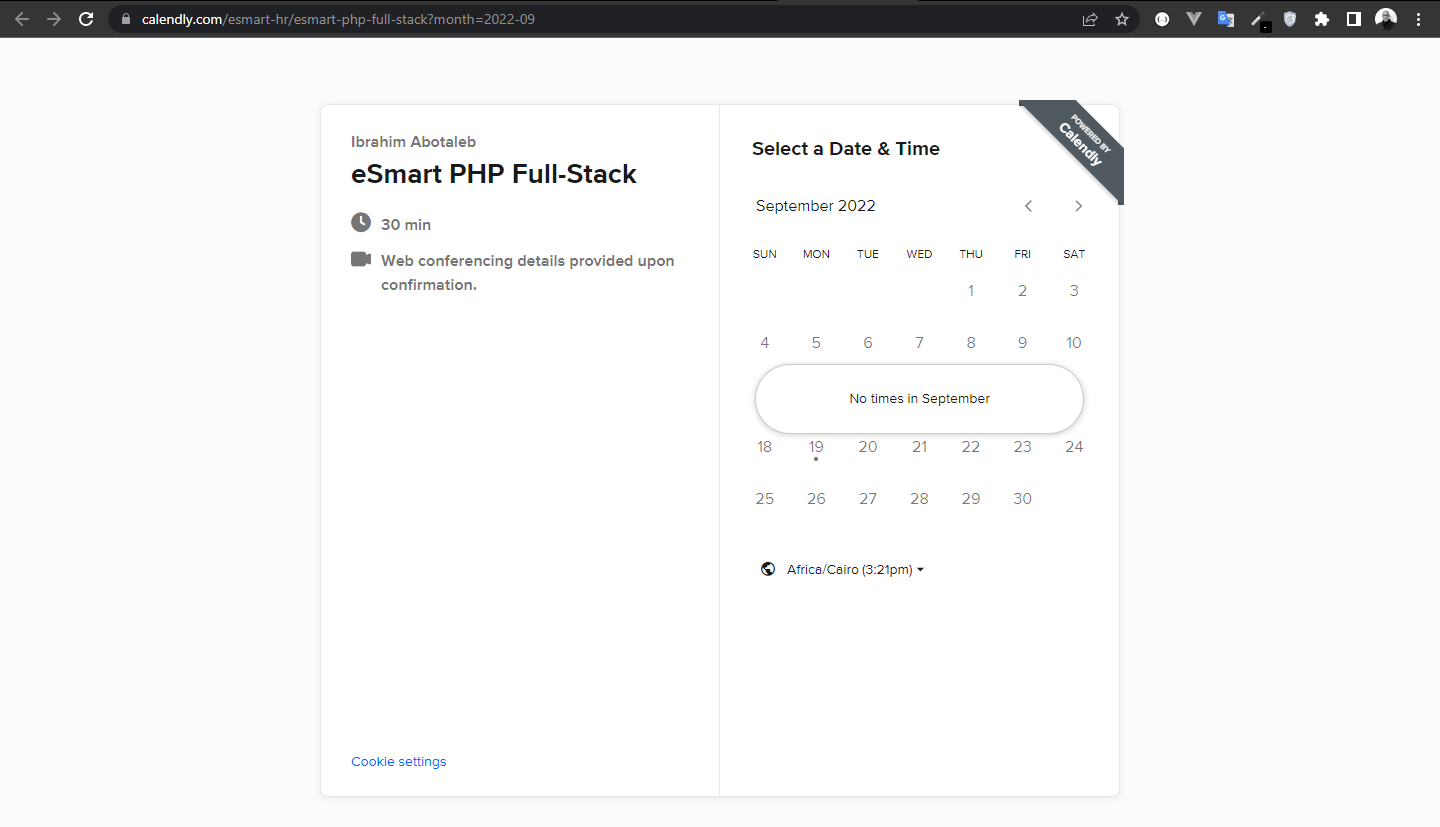 calendly.com/esmart-hr/esmart-php-full-stack?month=2022-09
Ibrahim Abotaleb
eSmart PHP Full-Stack
30 min
Web conferencing details provided upon
confirmation.
Cookie settings
POWERED BY
Calendly
Select a Date & Time
September 2022
SUN MON TUE WED THU FRI SAT
1 2 3
4 5 6 7 8 9 10
No times in September
18 19 20 21 22 23 24
25 26 27 28 29 30
Africa/Cairo (3:21pm)